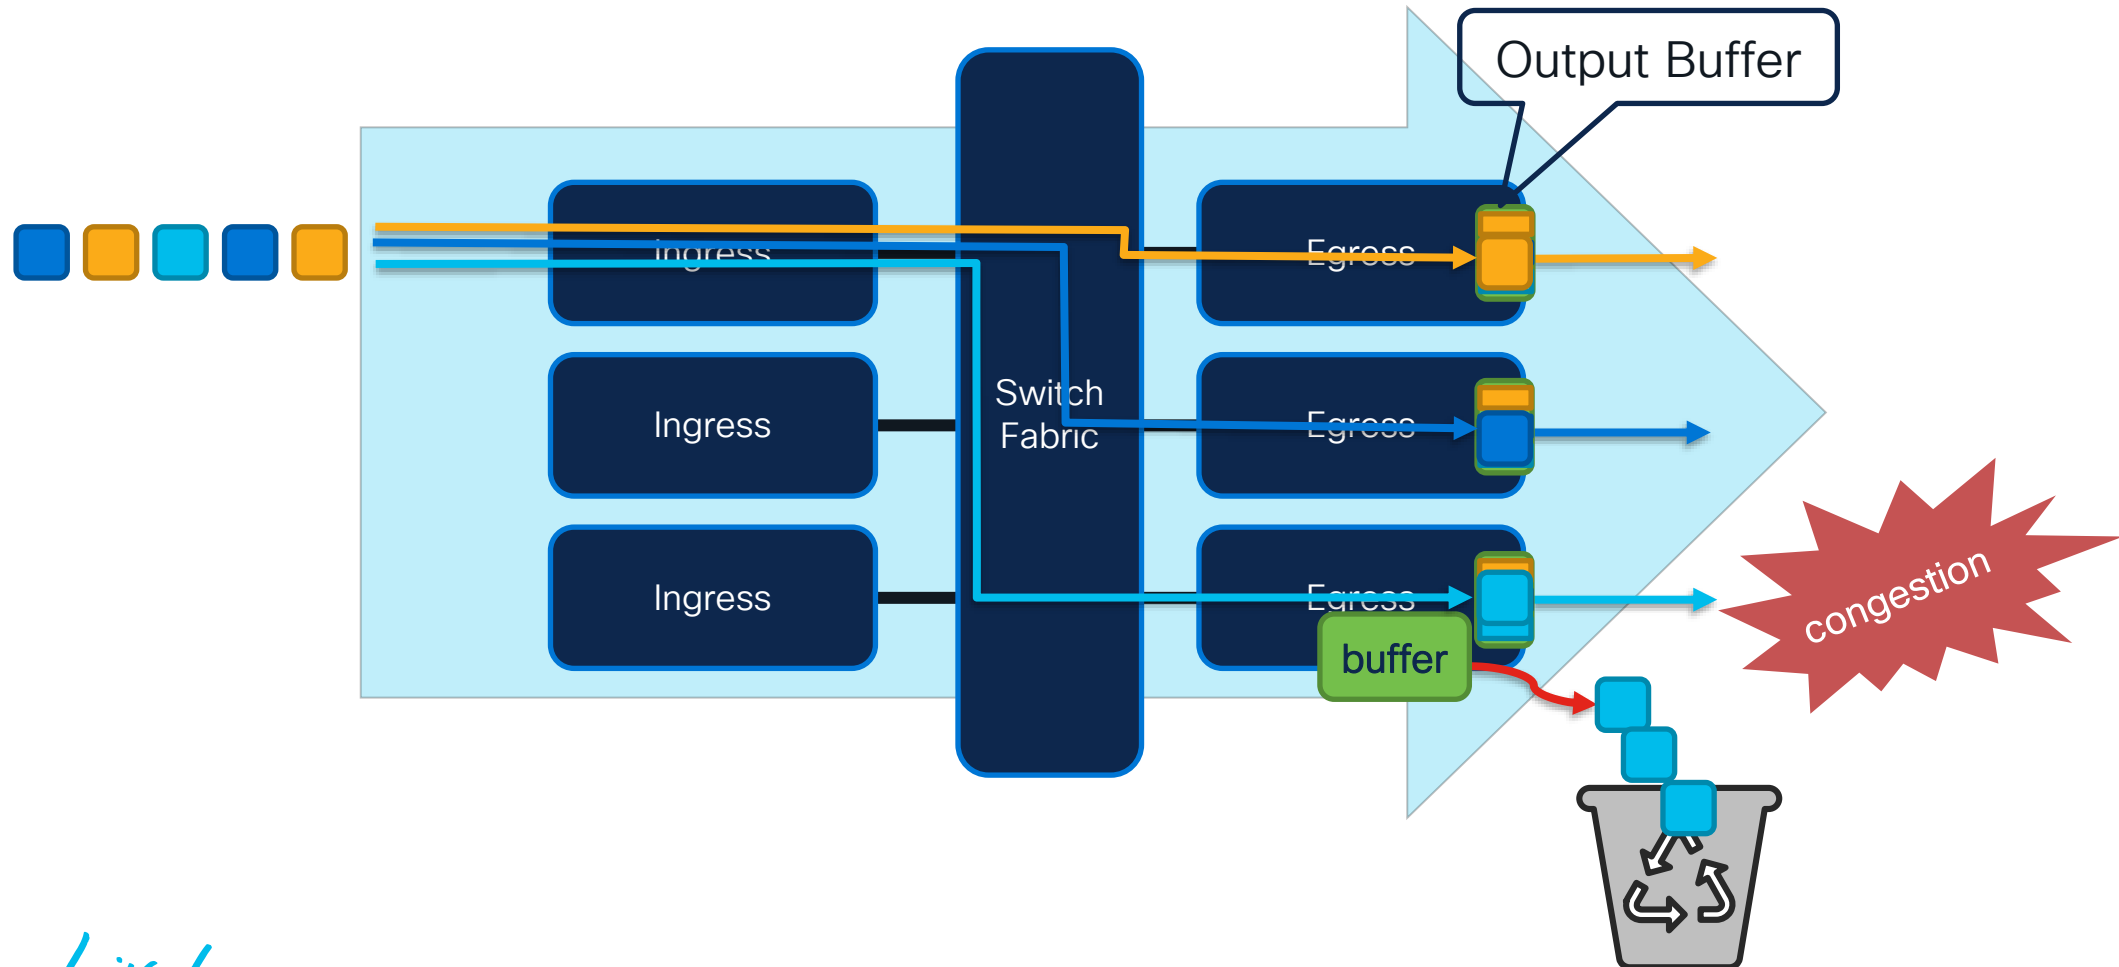 Output Buffer
Ingress
Egress
Switch
Fabric
Ingress
Egress
Ingress
Egress
buffer
congestion